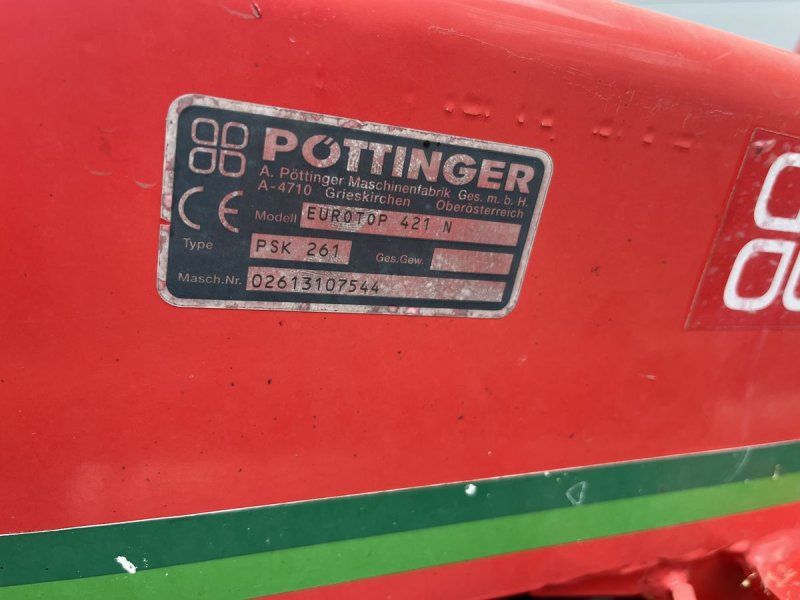 PÖTTINGER
A. Pöttinger Maschinenfabrik Ges. m. b. H.
A-4710 Grieskirchen Oberösterreich
CE
Modell EUROTOP 421 N
Type PSK 261 Ges.Gew.
Masch.Nr. 02613107544